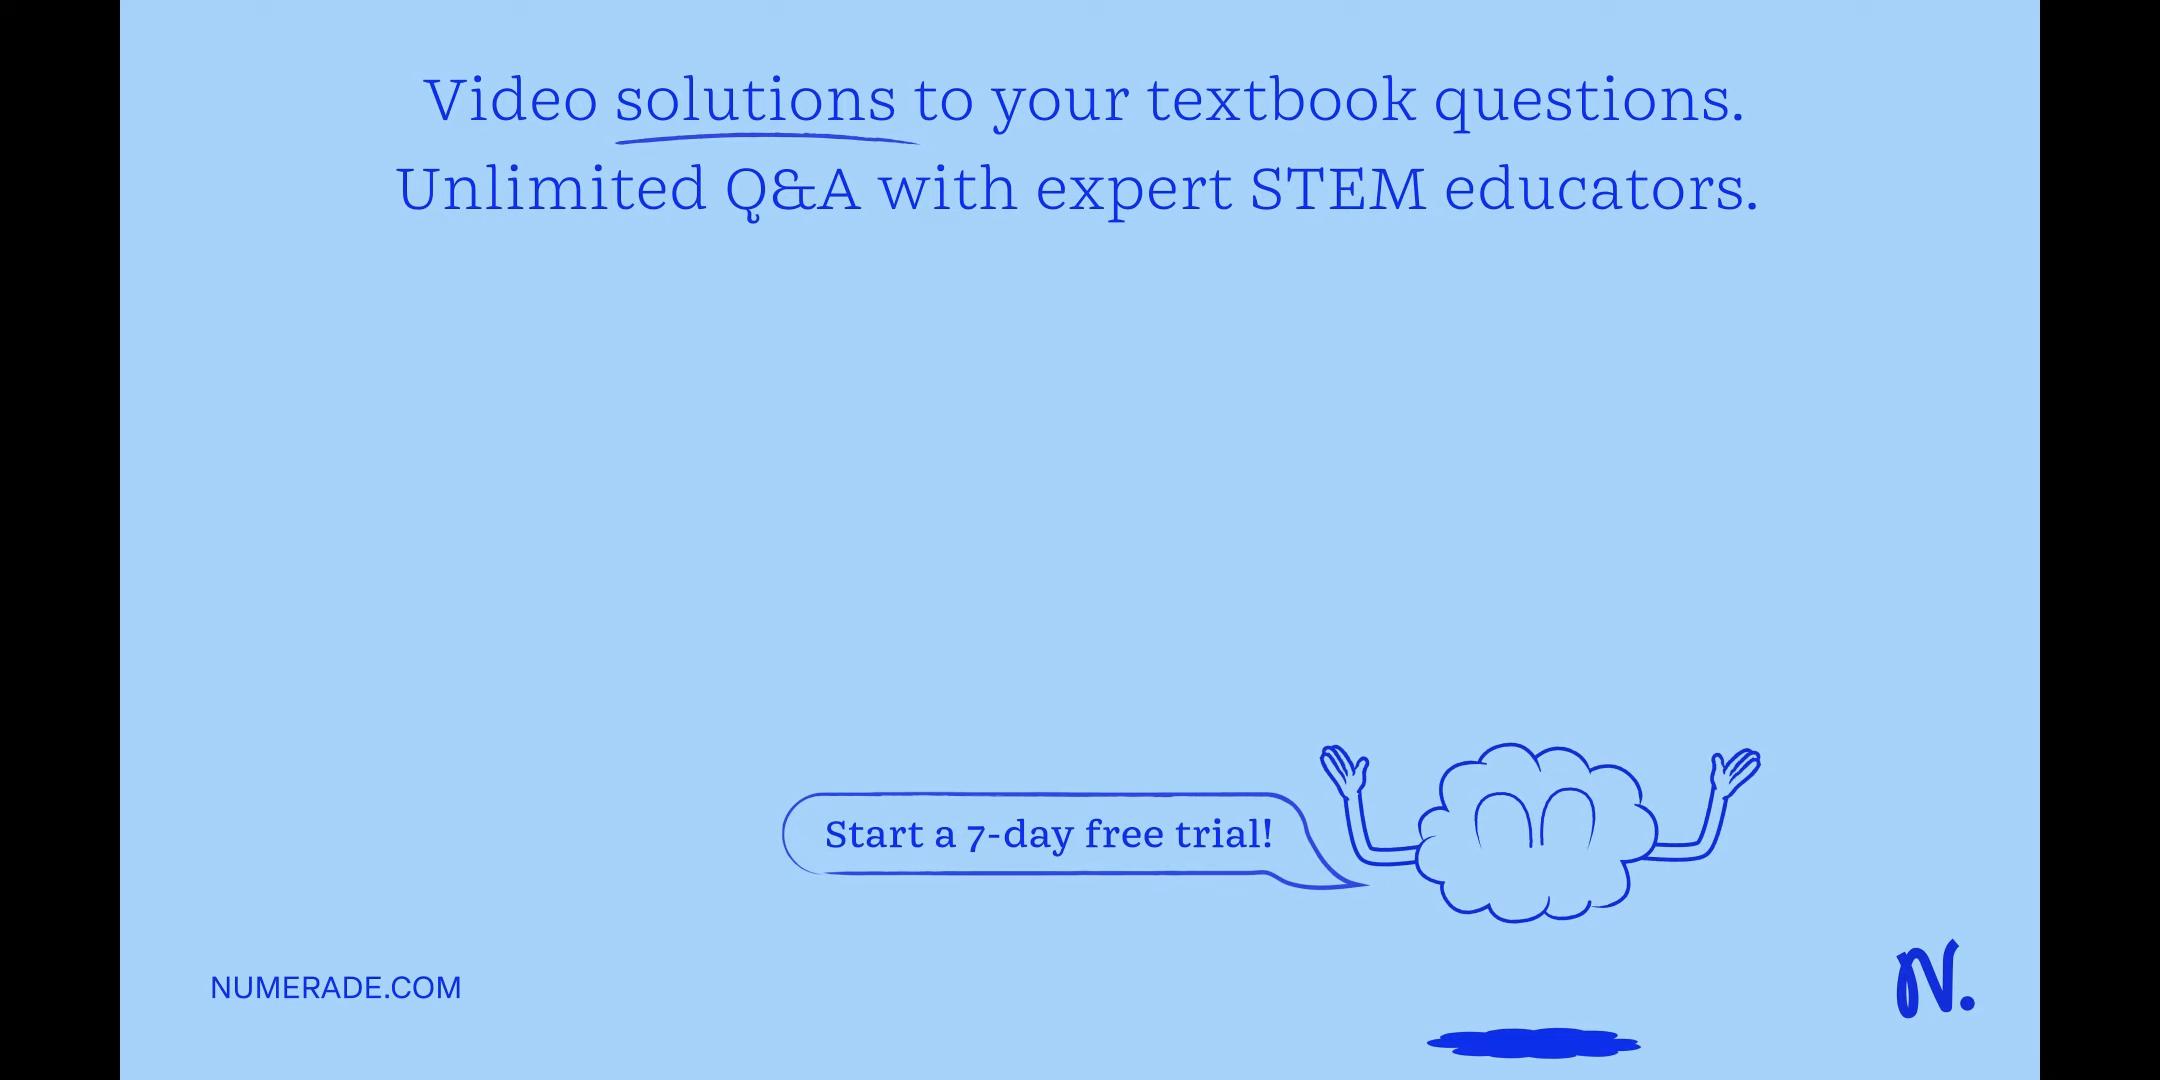 Video solutions to your textbook questions.
Unlimited Q&A with expert STEM educators.
Start a 7-day free trial!
NUMERADE.COM
N.